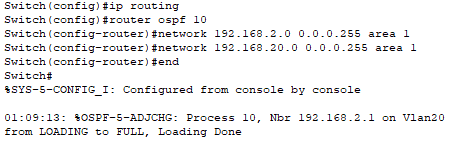 Switch(config)#ip routing
Switch(config)#router ospf 10
Switch(config-router)#network 192.168.2.0 0.0.0.255 area 1
Switch(config-router)#network 192.168.20.0 0.0.0.255 area 1
Switch(config-router)#end
Switch#
%SYS-5-CONFIG_I: Configured from console by console
01:09:13: %OSPF-5-ADJCHG: Process 10, Nbr 192.168.2.1 on Vlan20
from LOADING to FULL, Loading Done